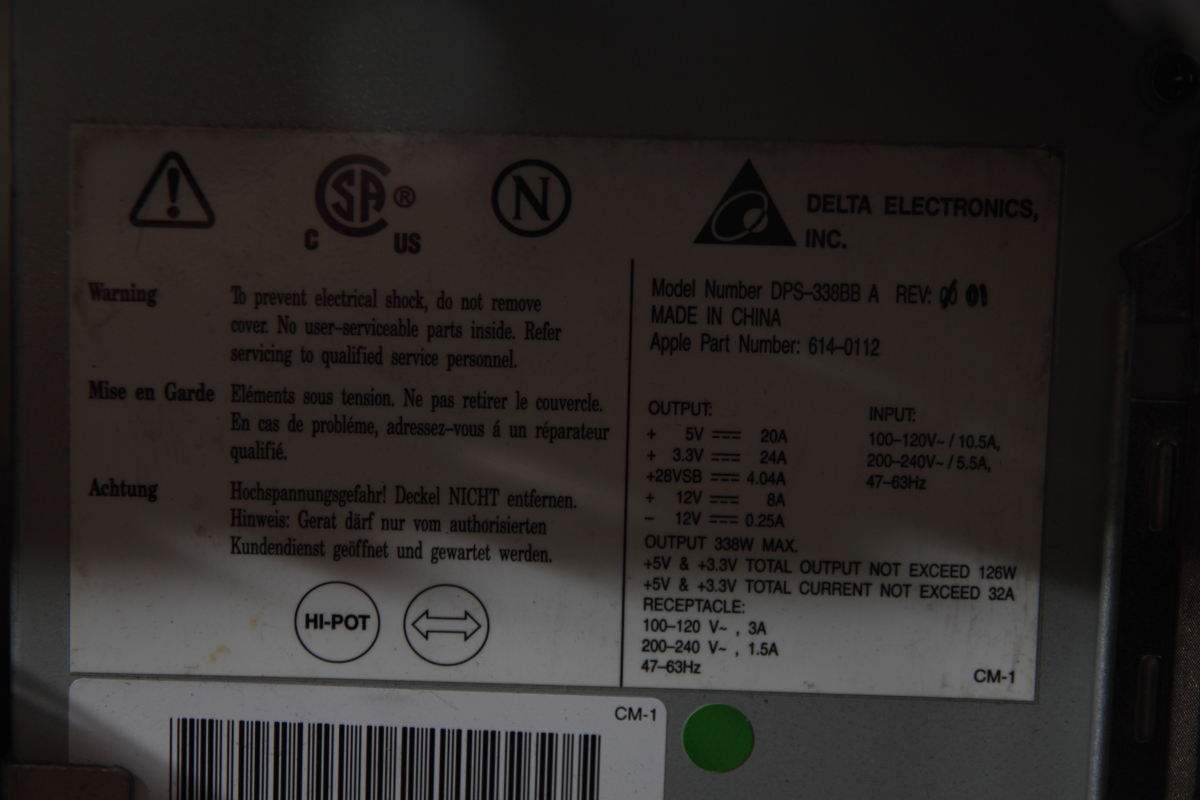 C SA ® US
N
DELTA ELECTRONICS,
INC.
Warning
To prevent electrical shock, do not remove
cover. No user–serviceable parts inside. Refer
servicing to qualified service personnel.
Mise en Garde
Eléments sous tension. Ne pas retirer le couvercle.
En cas de probléme, adressez–vous á un réparateur
qualifié.
Achtung
Hochspannungsgefahr! Deckel NICHT entfernen.
Hinweis: Gerat därf nur vom authorisierten
Kundendienst geöffnet und gewartet werden.
HI-POT
Model Number DPS–338BB A REV: 01
MADE IN CHINA
Apple Part Number: 614–0112
OUTPUT:
+ 5V 20A
+ 3.3V 24A
+28VSB 4.04A
+ 12V 8A
– 12V 0.25A
INPUT:
100–120V~ / 10.5A,
200–240V~ / 5.5A,
47–63Hz
OUTPUT 338W MAX.
+5V & +3.3V TOTAL OUTPUT NOT EXCEED 126W
+5V & +3.3V TOTAL CURRENT NOT EXCEED 32A
RECEPTACLE:
100–120 V~ , 3A
200–240 V~ , 1.5A
47–63Hz
CM-1
CM-1